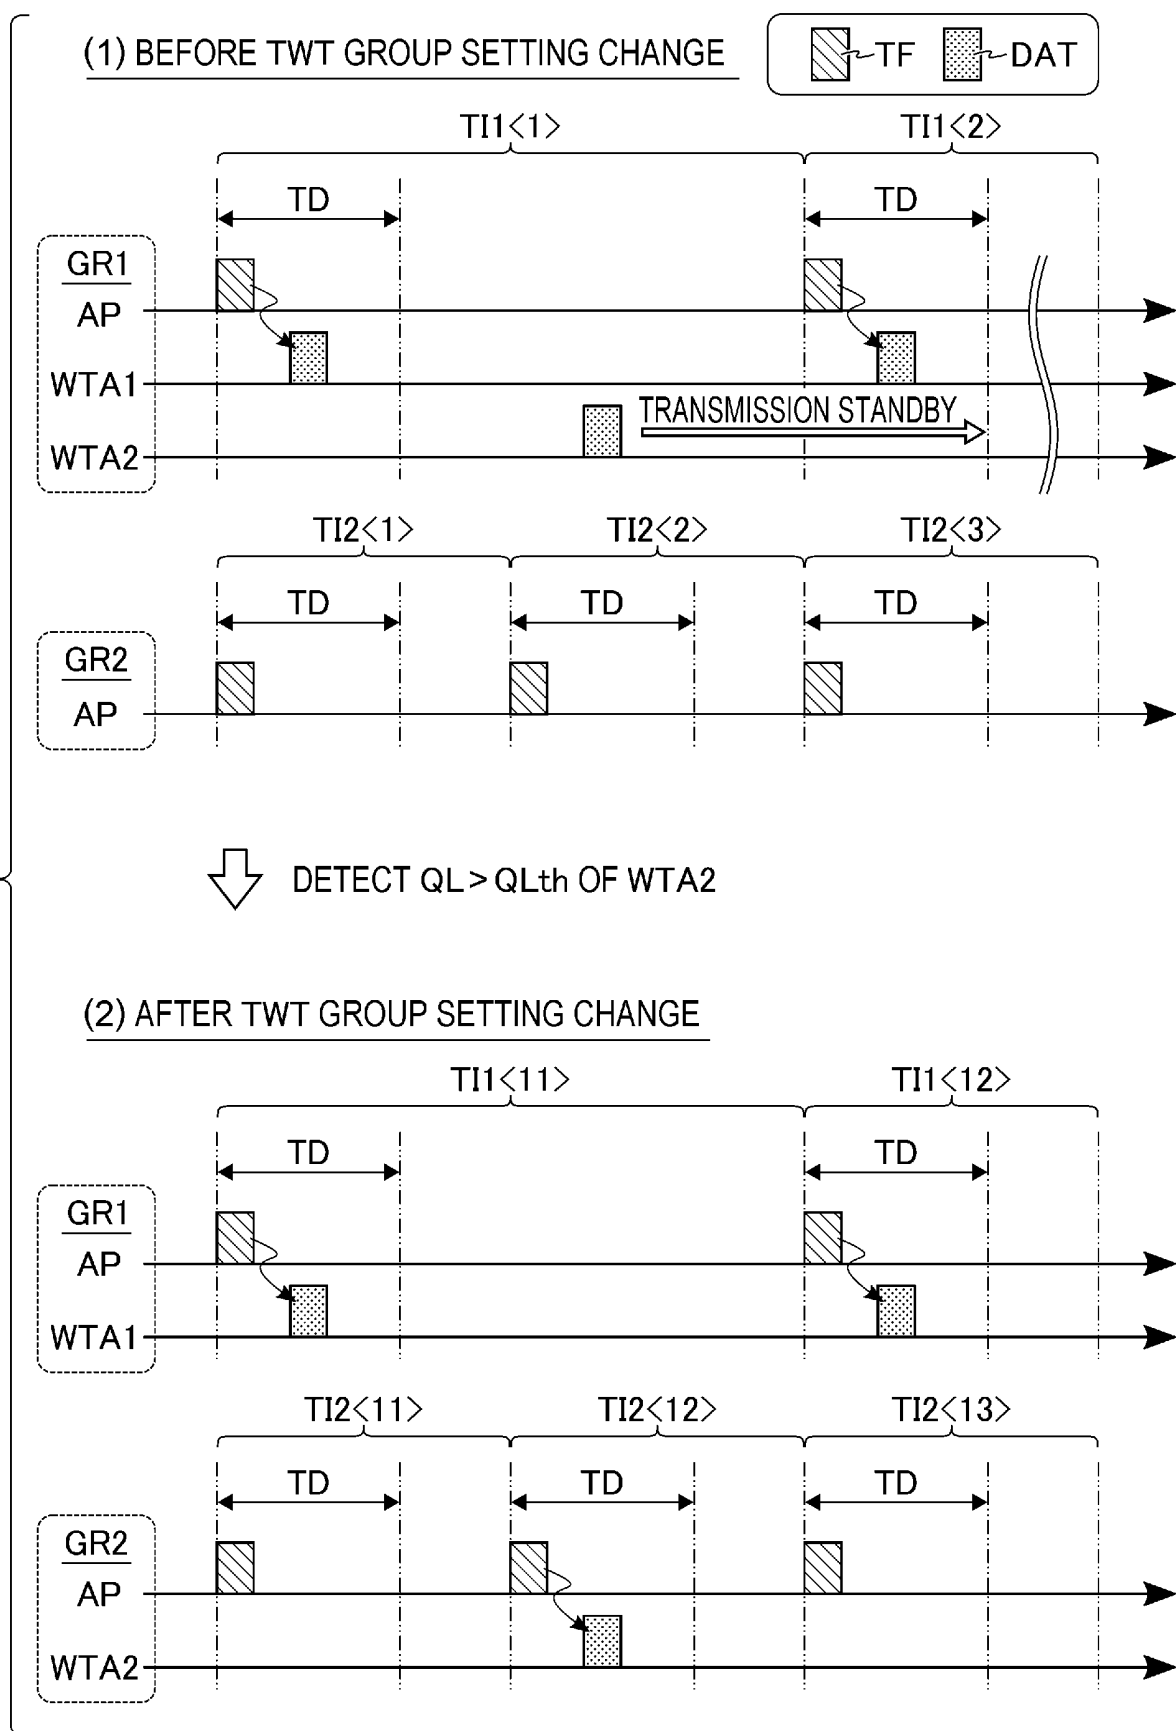 (1) BEFORE TWT GROUP SETTING CHANGE
TF DAT
TI1<1> TI1<2>
TD TD
GR1
AP
WTA1
TRANSMISSION STANDBY
WTA2
TI2<1> TI2<2> TI2<3>
TD TD TD
GR2
AP
DETECT QL>QLth OF WTA2
(2) AFTER TWT GROUP SETTING CHANGE
TI1<11> TI1<12>
TD TD
GR1
AP
WTA1
TI2<11> TI2<12> TI2<13>
TD TD TD
GR2
AP
WTA2